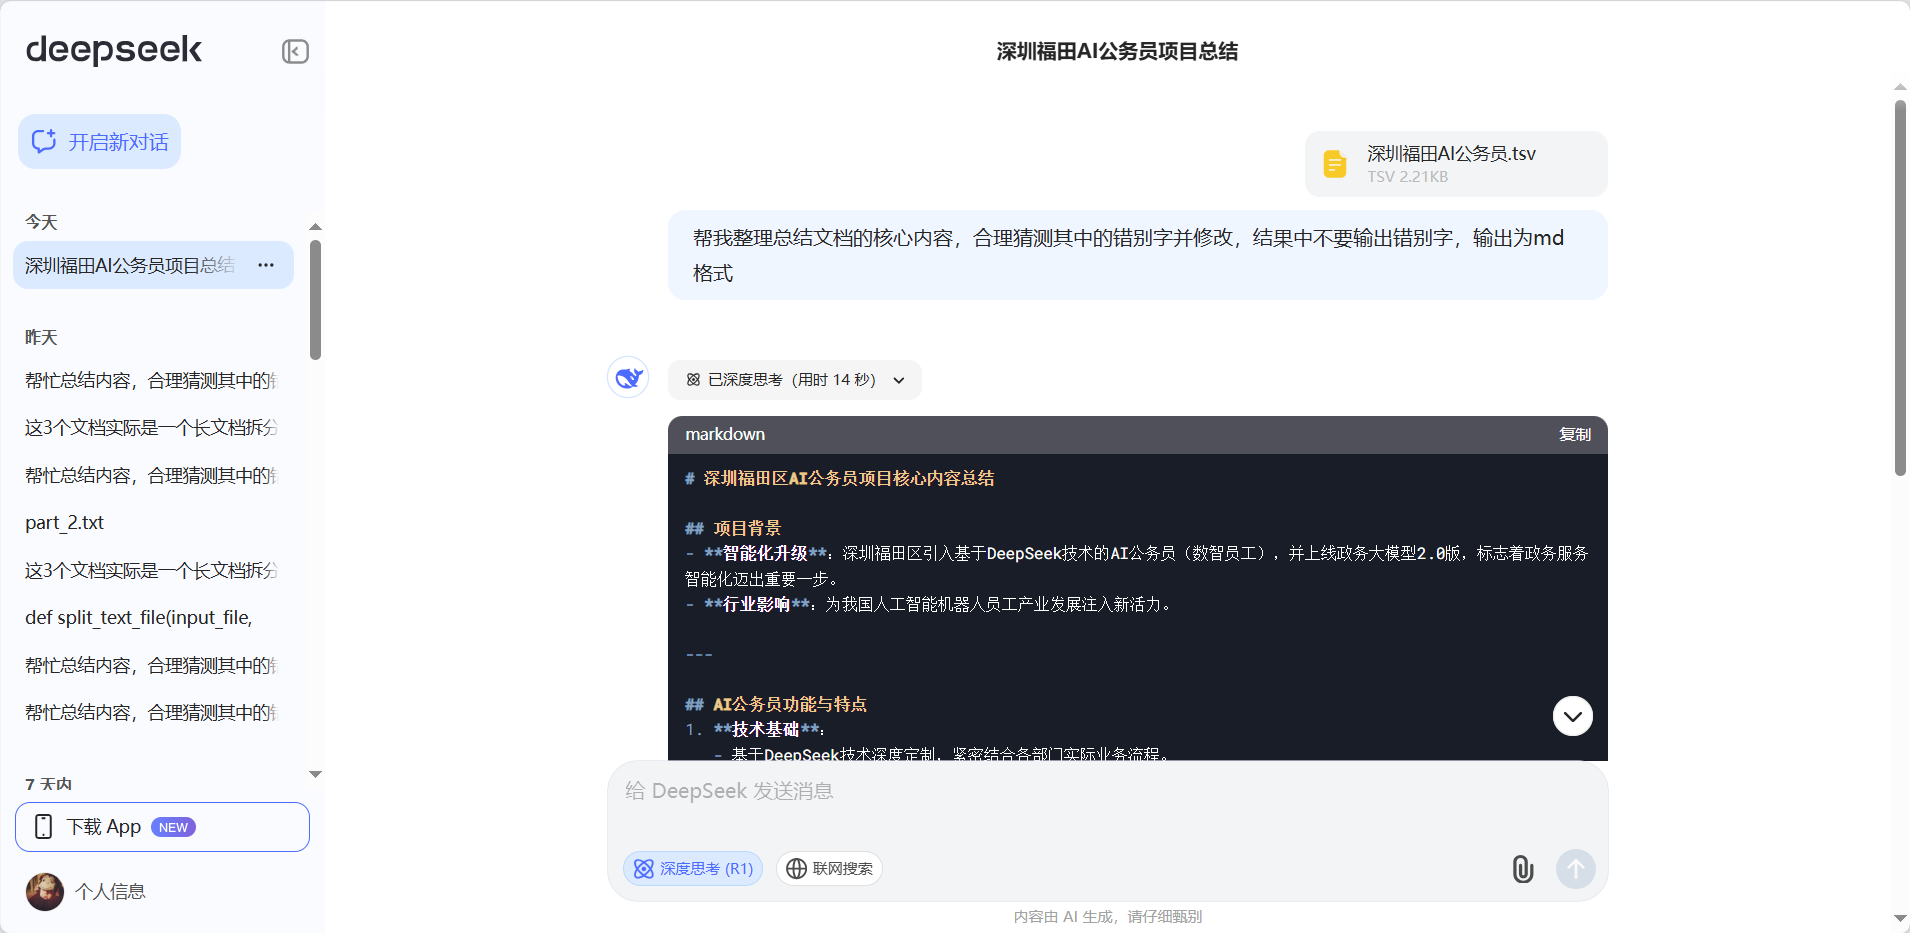 deepseek
开启新对话
今天
深圳福田AI公务员项目总结
昨天
帮忙总结内容，合理猜测其中的
这3个文档实际是一个长文档拆分
帮忙总结内容，合理猜测其中的
part_2.txt
这3个文档实际是一个长文档拆分
def split_text_file(input_file,
帮忙总结内容，合理猜测其中的
帮忙总结内容，合理猜测其中的
7 天内
下载 App NEW
个人信息
深圳福田AI公务员项目总结
深圳福田AI公务员.tsv
TSV 2.21KB
帮我整理总结文档的核心内容，合理猜测其中的错别字并修改，结果中不要输出错别字，输出为md
格式
已深度思考（用时 14 秒）
markdown 复制
# 深圳福田区AI公务员项目核心内容总结
## 项目背景
- **智能化升级**：深圳福田区引入基于DeepSeek技术的AI公务员（数智员工），并上线政务大模型2.0版，标志着政务服务
智能化迈出重要一步。
- **行业影响**：为我国人工智能机器人员工产业发展注入新活力。
---
## AI公务员功能与特点
1. **技术基础**：
- 基于DeepSeek技术深度定制，紧密结合各部门实际业务流程。
给 DeepSeek 发送消息
深度思考 (R1) 联网搜索
内容由 AI 生成，请仔细甄别